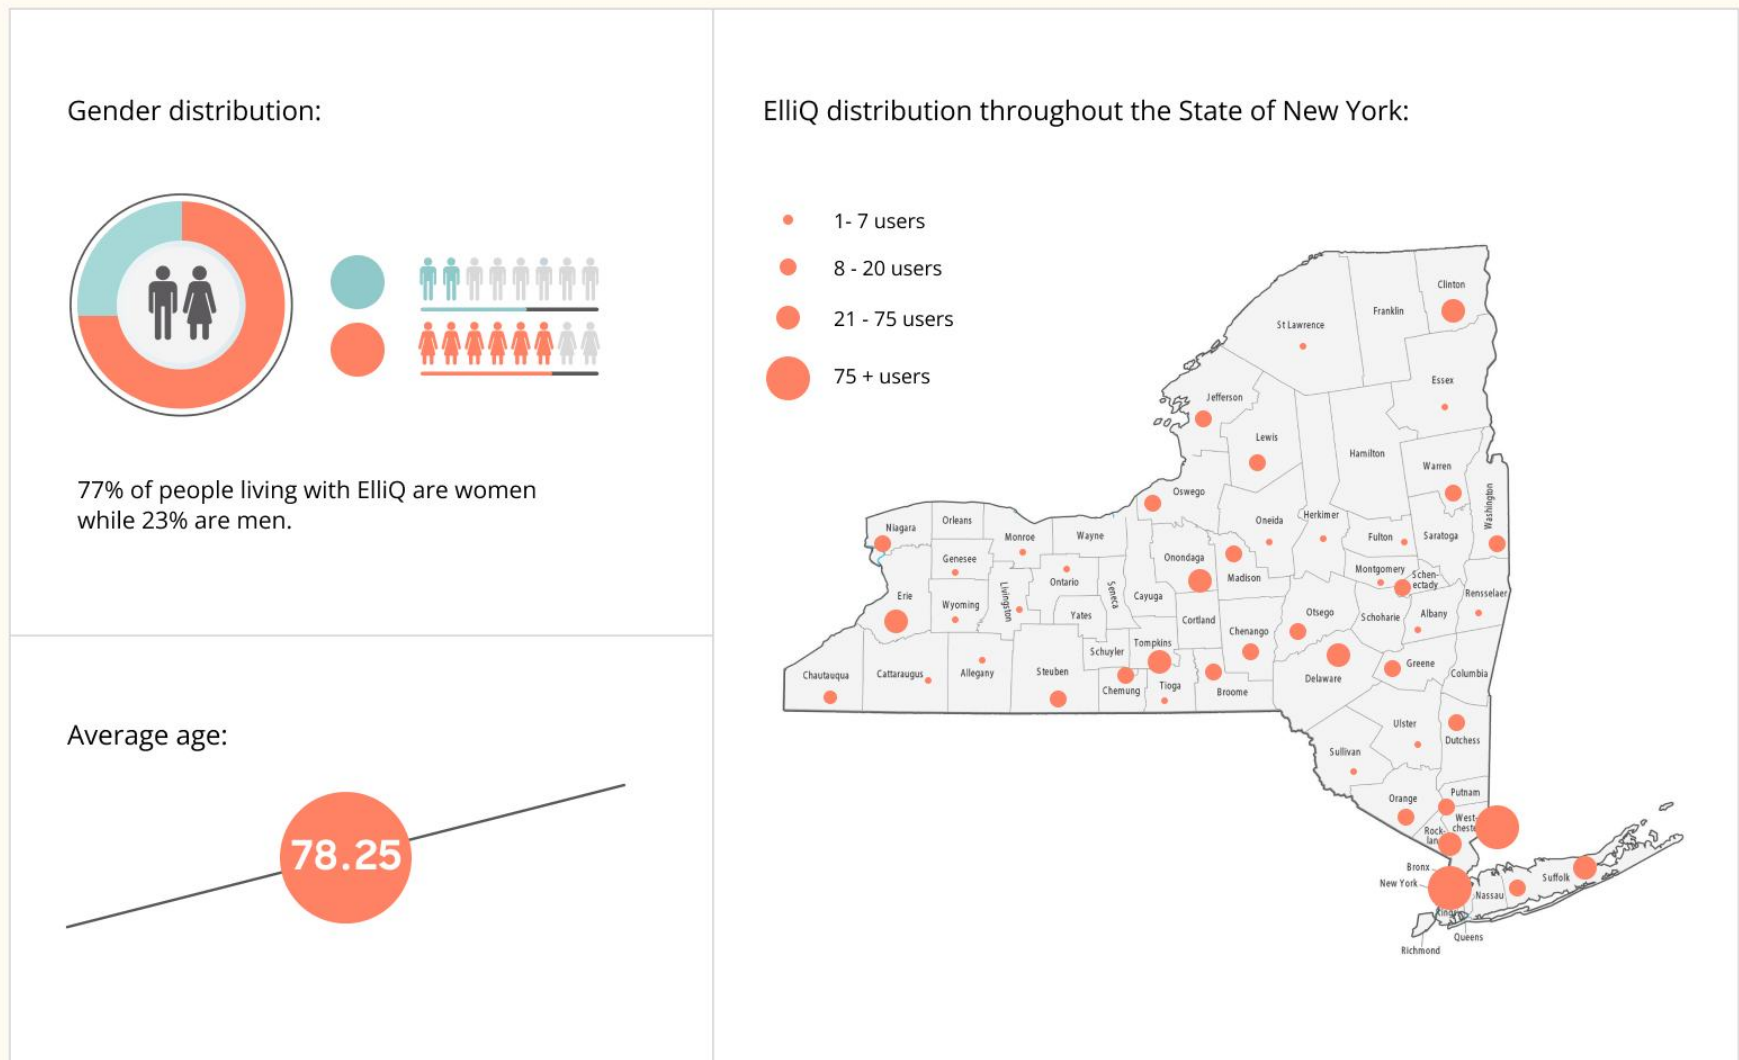 Gender distribution:
77% of people living with ElliQ are women
while 23% are men.
Average age:
78.25
ElliQ distribution throughout the State of New York:
1- 7 users
8 - 20 users
21 - 75 users
75 + users
Clinton
Franklin
St Lawrence
Essex
Jefferson
Lewis
Hamilton
Warren
Washington
Oswego
Oneida
Herkimer
Fulton
Saratoga
Niagara
Orleans
Monroe
Wayne
Genesee
Onondaga
Madison
Montgomery
Schen-
ectady
Rensselaer
Erie
Wyoming
Livingston
Ontario
Seneca
Cayuga
Yates
Cortland
Chenango
Otsego
Schoharie
Albany
Chautauqua
Cattaraugus
Allegany
Steuben
Schuyler
Tompkins
Chemung
Tioga
Broome
Delaware
Greene
Columbia
Ulster
Dutchess
Sullivan
Orange
Putnam
West-
Rock-
Bronx
New York
Nassau
Suffolk
Queens
Richmond